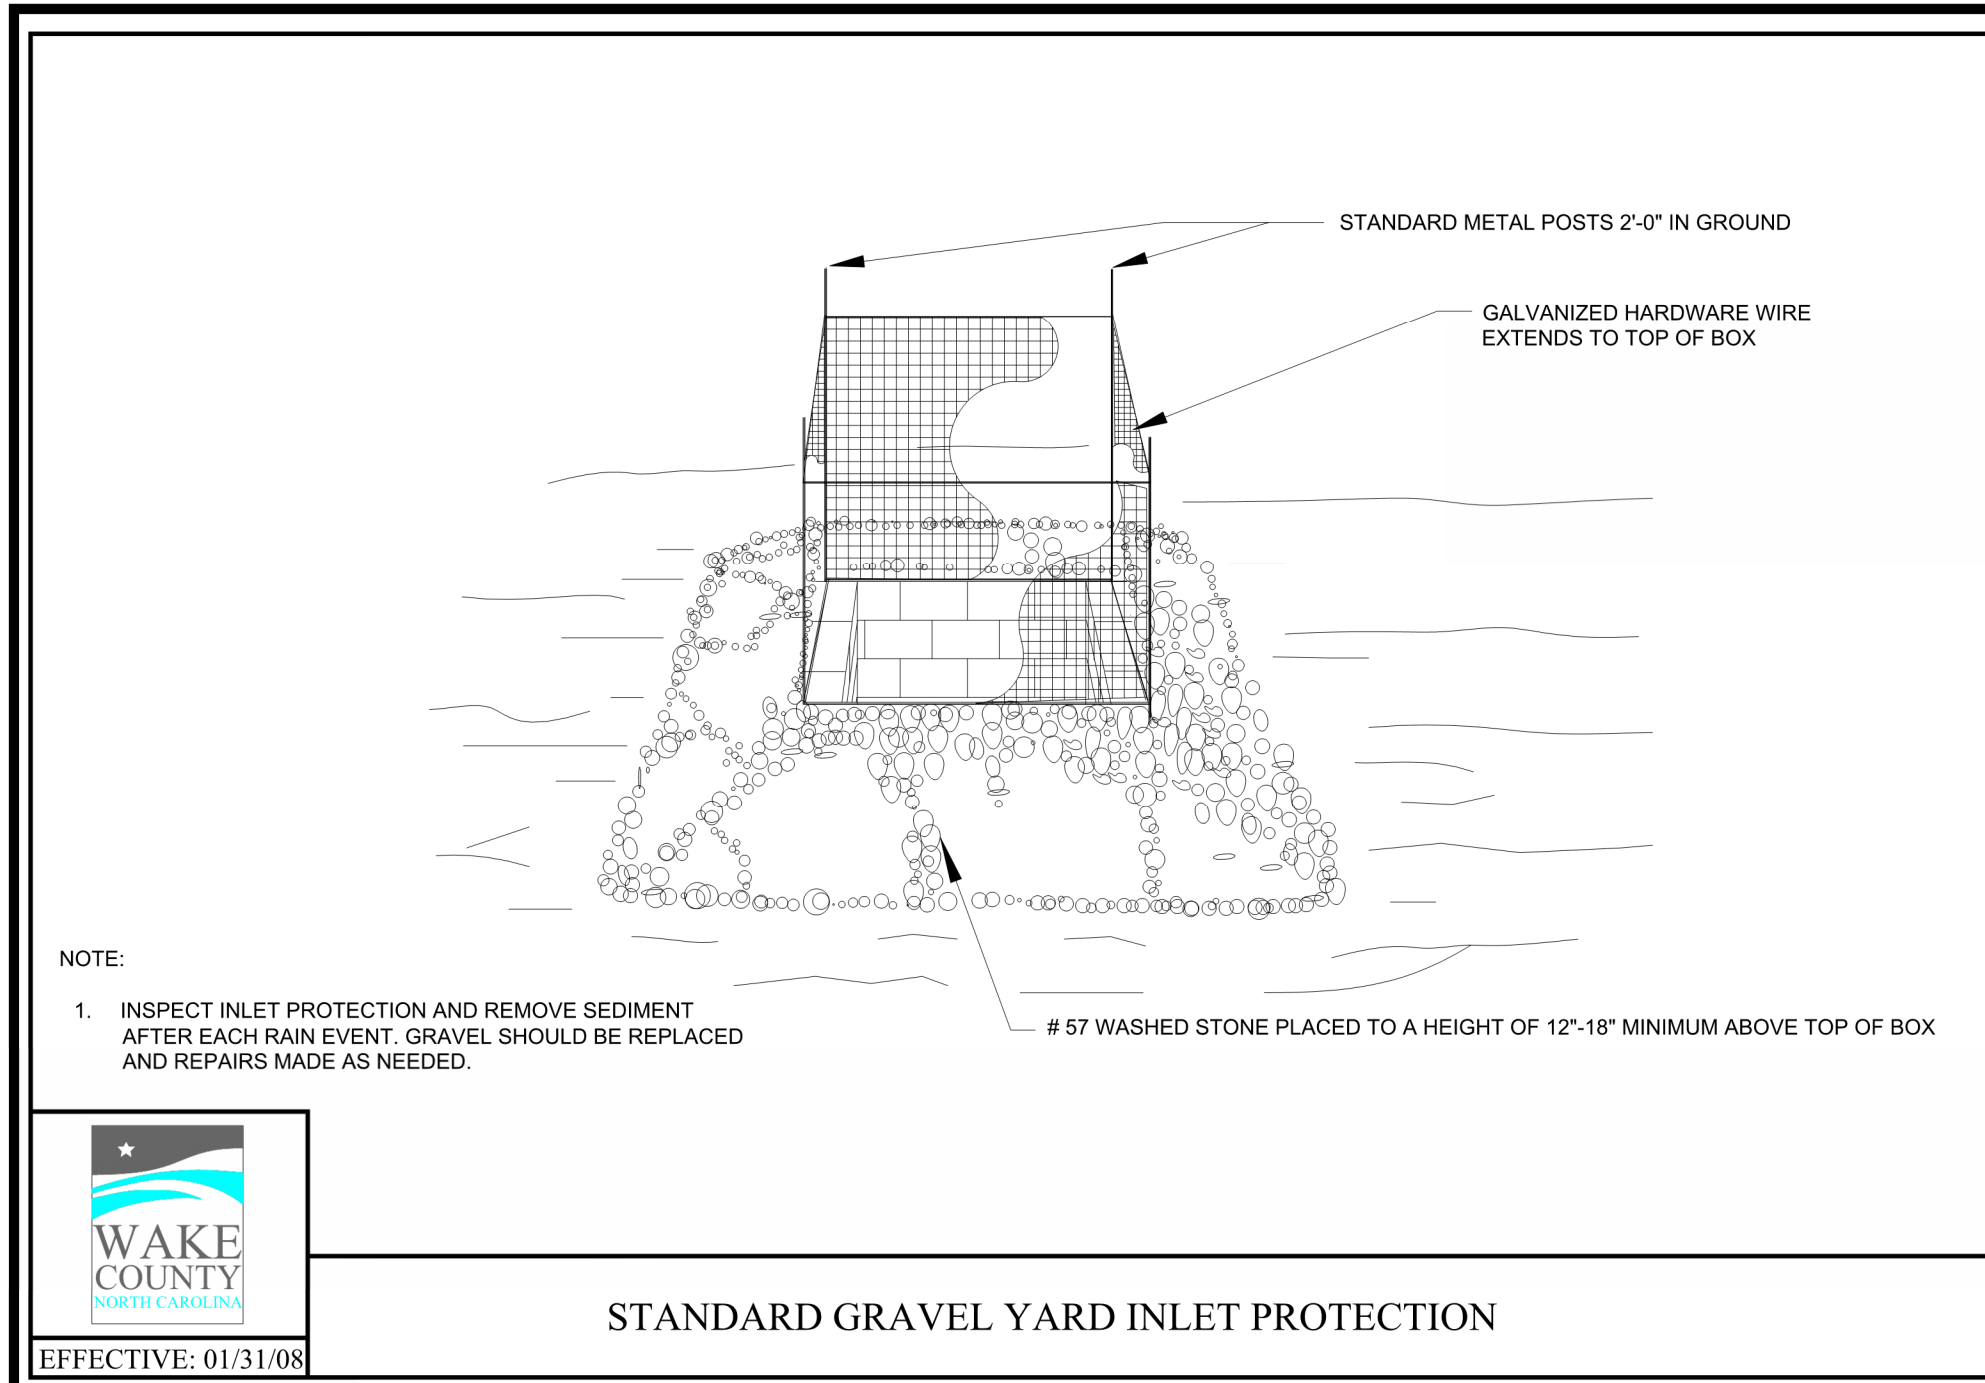 STANDARD METAL POSTS 2'-0" IN GROUND
GALVANIZED HARDWARE WIRE
EXTENDS TO TOP OF BOX
NOTE:
1. INSPECT INLET PROTECTION AND REMOVE SEDIMENT
AFTER EACH RAIN EVENT. GRAVEL SHOULD BE REPLACED
AND REPAIRS MADE AS NEEDED.
# 57 WASHED STONE PLACED TO A HEIGHT OF 12"-18" MINIMUM ABOVE TOP OF BOX
WAKE
COUNTY
NORTH CAROLINA
STANDARD GRAVEL YARD INLET PROTECTION
EFFECTIVE: 01/31/08